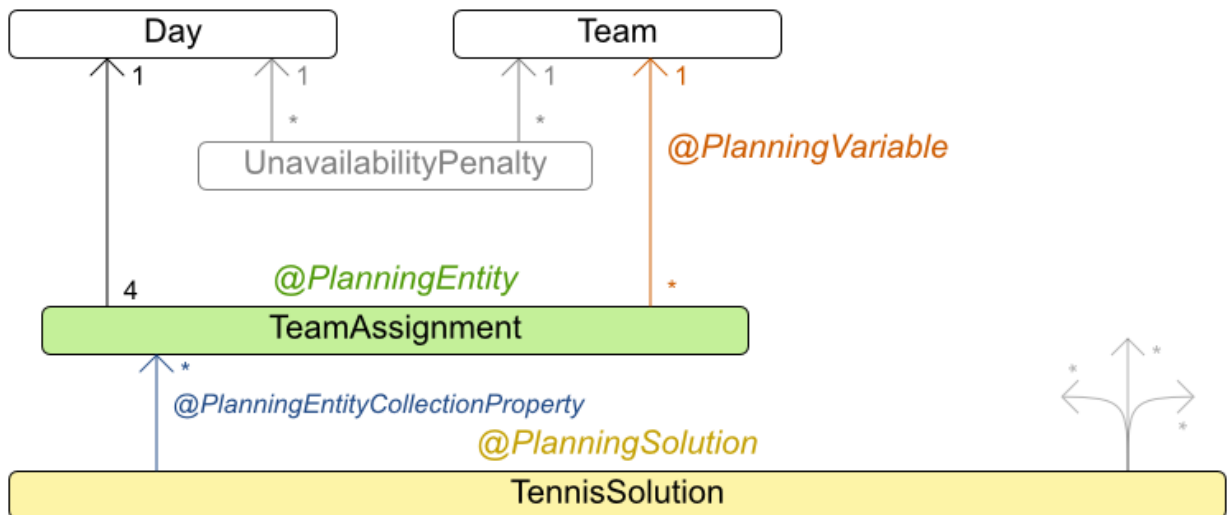 Day Team
1 1 1 1
* *
UnavailabilityPenalty
@PlanningVariable
@PlanningEntity
4 *
TeamAssignment
* @PlanningEntityCollectionProperty
* * *
@PlanningSolution
TennisSolution